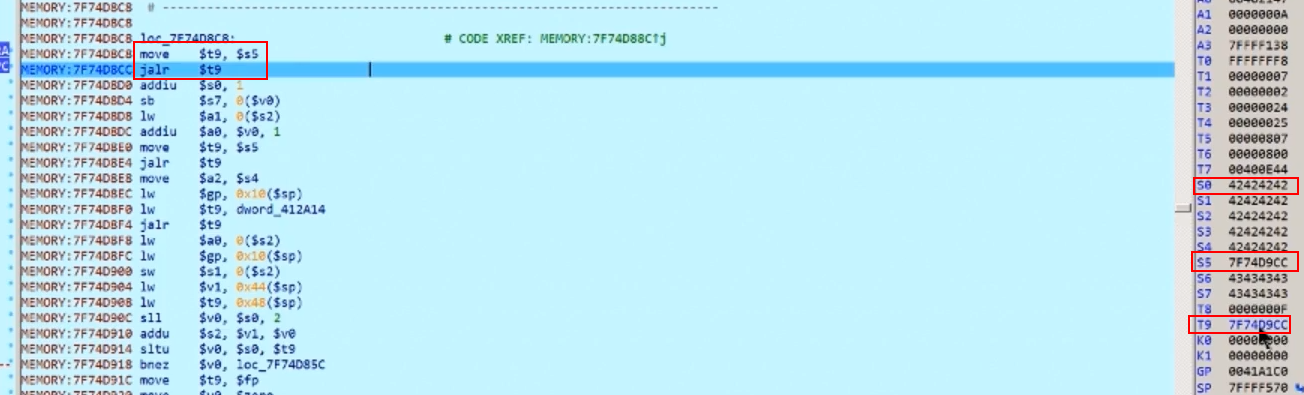 MEMORY:7F74D8C8 # ---------------------------------------------------------------------------
MEMORY:7F74D8C8
MEMORY:7F74D8C8 loc_7F74D8C8: # CODE XREF: MEMORY:7F74D88C↑j
MEMORY:7F74D8C8 move $t9, $s5
MEMORY:7F74D8CC jalr $t9
MEMORY:7F74D8D0 addiu $s0, 1
MEMORY:7F74D8D4 sb $s7, 0($v0)
MEMORY:7F74D8D8 lw $a1, 0($s2)
MEMORY:7F74D8DC addiu $a0, $v0, 1
MEMORY:7F74D8E0 move $t9, $s5
MEMORY:7F74D8E4 jalr $t9
MEMORY:7F74D8E8 move $a2, $s4
MEMORY:7F74D8EC lw $gp, 0x10($sp)
MEMORY:7F74D8F0 lw $t9, dword_412A14
MEMORY:7F74D8F4 jalr $t9
MEMORY:7F74D8F8 lw $a0, 0($s2)
MEMORY:7F74D8FC lw $gp, 0x10($sp)
MEMORY:7F74D900 sw $s1, 0($s2)
MEMORY:7F74D904 lw $v1, 0x44($sp)
MEMORY:7F74D908 lw $t9, 0x48($sp)
MEMORY:7F74D90C sll $v0, $s0, 2
MEMORY:7F74D910 addu $s2, $v1, $v0
MEMORY:7F74D914 sltu $v0, $s0, $t9
MEMORY:7F74D918 bnez $v0, loc_7F74D85C
MEMORY:7F74D91C move $t9, $fp
A1 0000000A
A2 00000000
A3 7FFFF138
T0 FFFFFFF8
T1 00000007
T2 00000002
T3 00000024
T4 00000025
T5 00000807
T6 00000800
T7 00400E44
S0 42424242
S1 42424242
S2 42424242
S3 42424242
S4 42424242
S5 7F74D9CC
S6 43434343
S7 43434343
T8 0000000F
T9 7F74D9CC
K0 00000000
K1 00000000
GP 0041A1C0
SP 7FFFF570